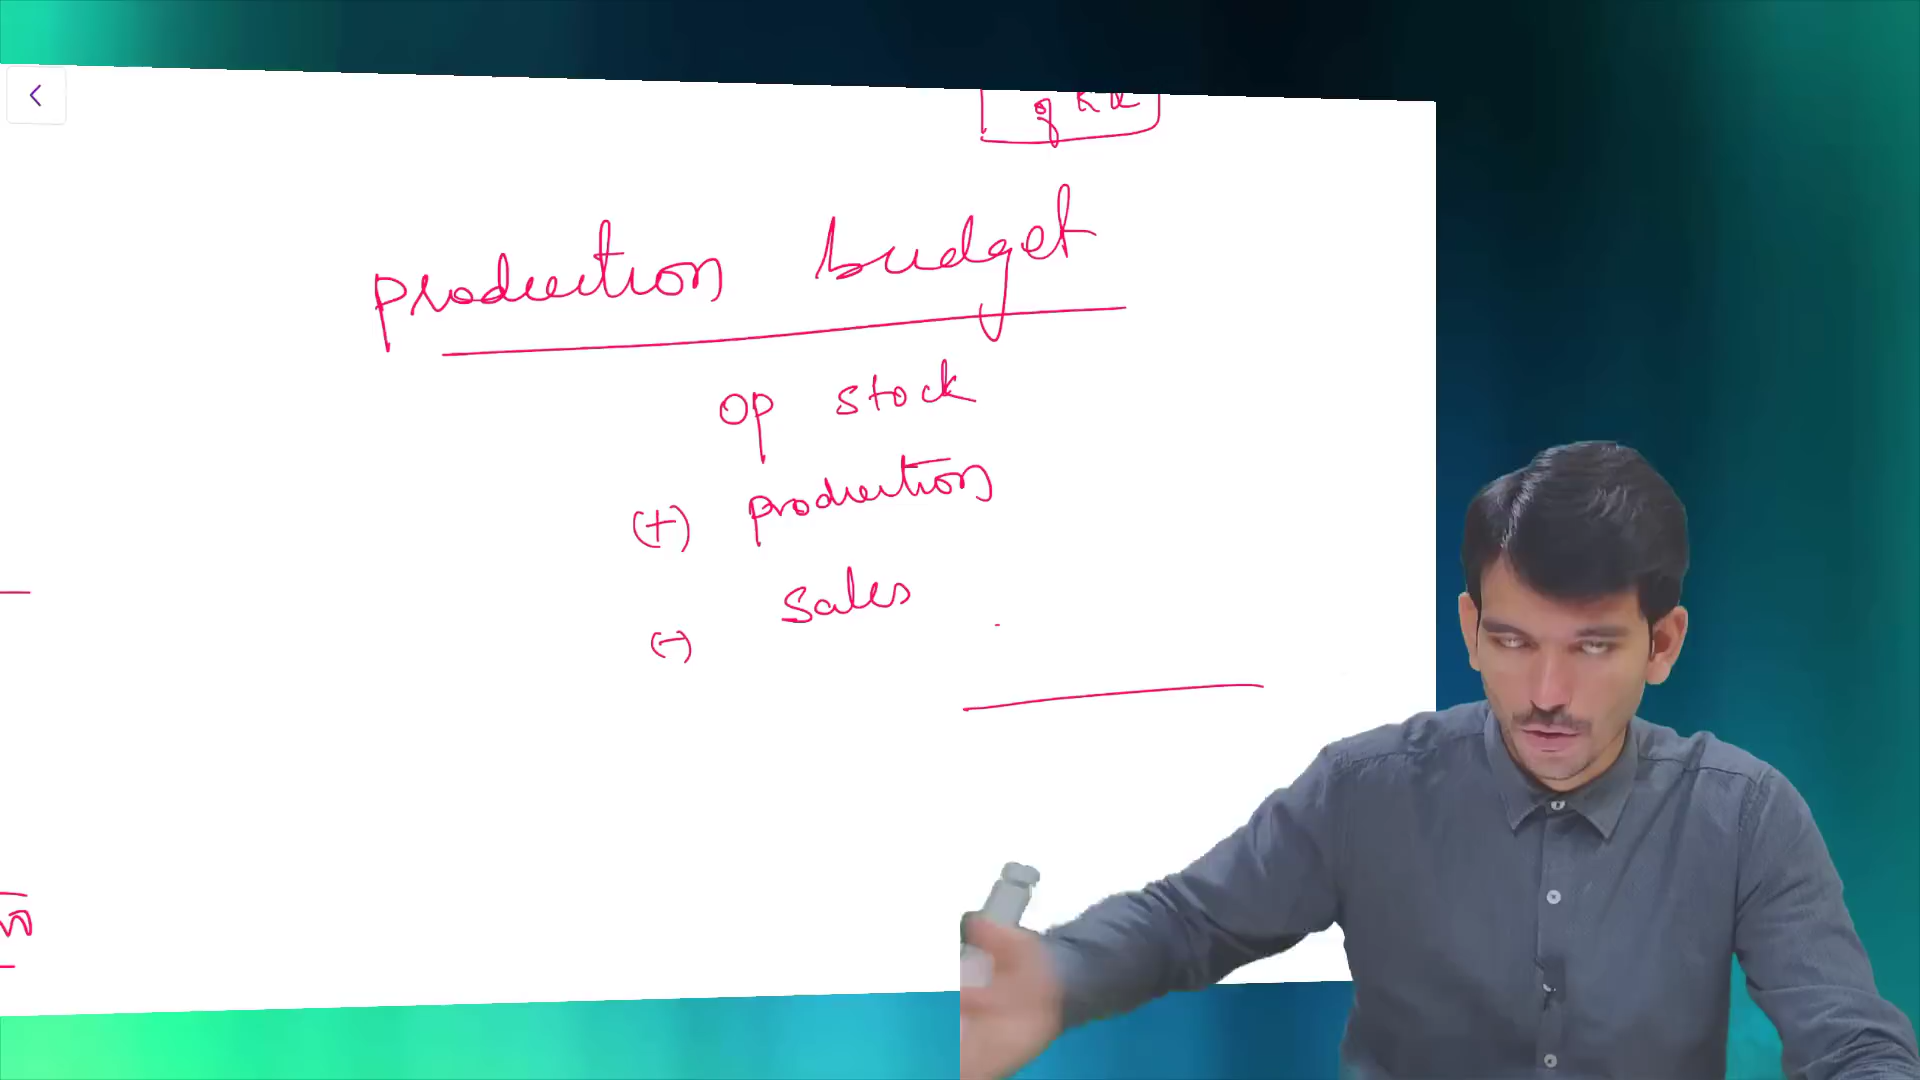 production budget
op stock
(+) production
(-) sales